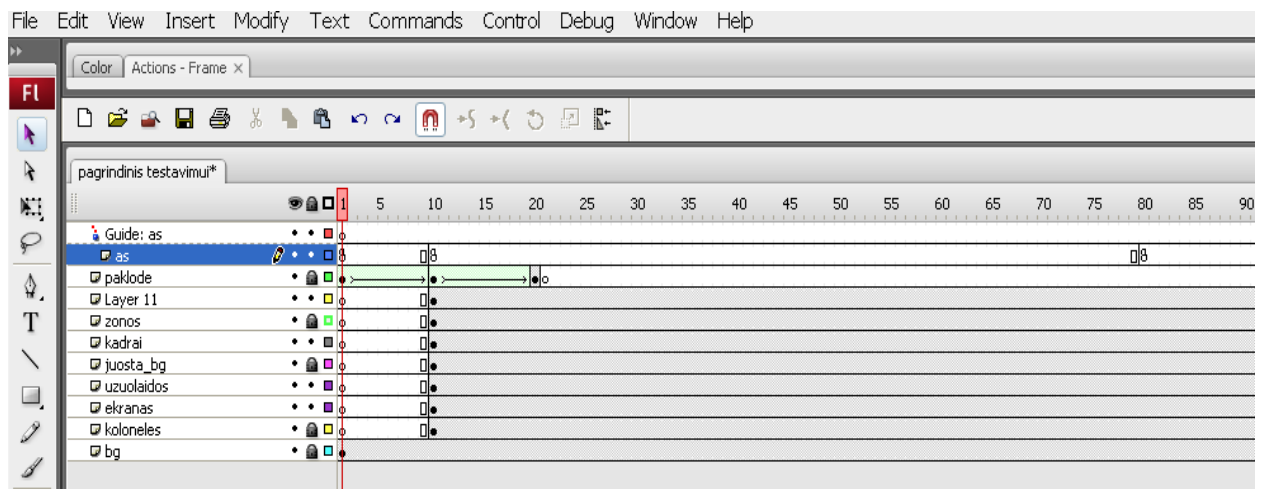 File Edit View Insert Modify Text Commands Control Debug Window Help
Color Actions - Frame ×
Fl
pagrindinis testavimui*
1 5 10 15 20 25 30 35 40 45 50 55 60 65 70 75 80 85 90
Guide: as
as
paklode
Layer 11
zonos
kadrai
juosta_bg
uzuolaidos
ekranas
koloneles
bg
T